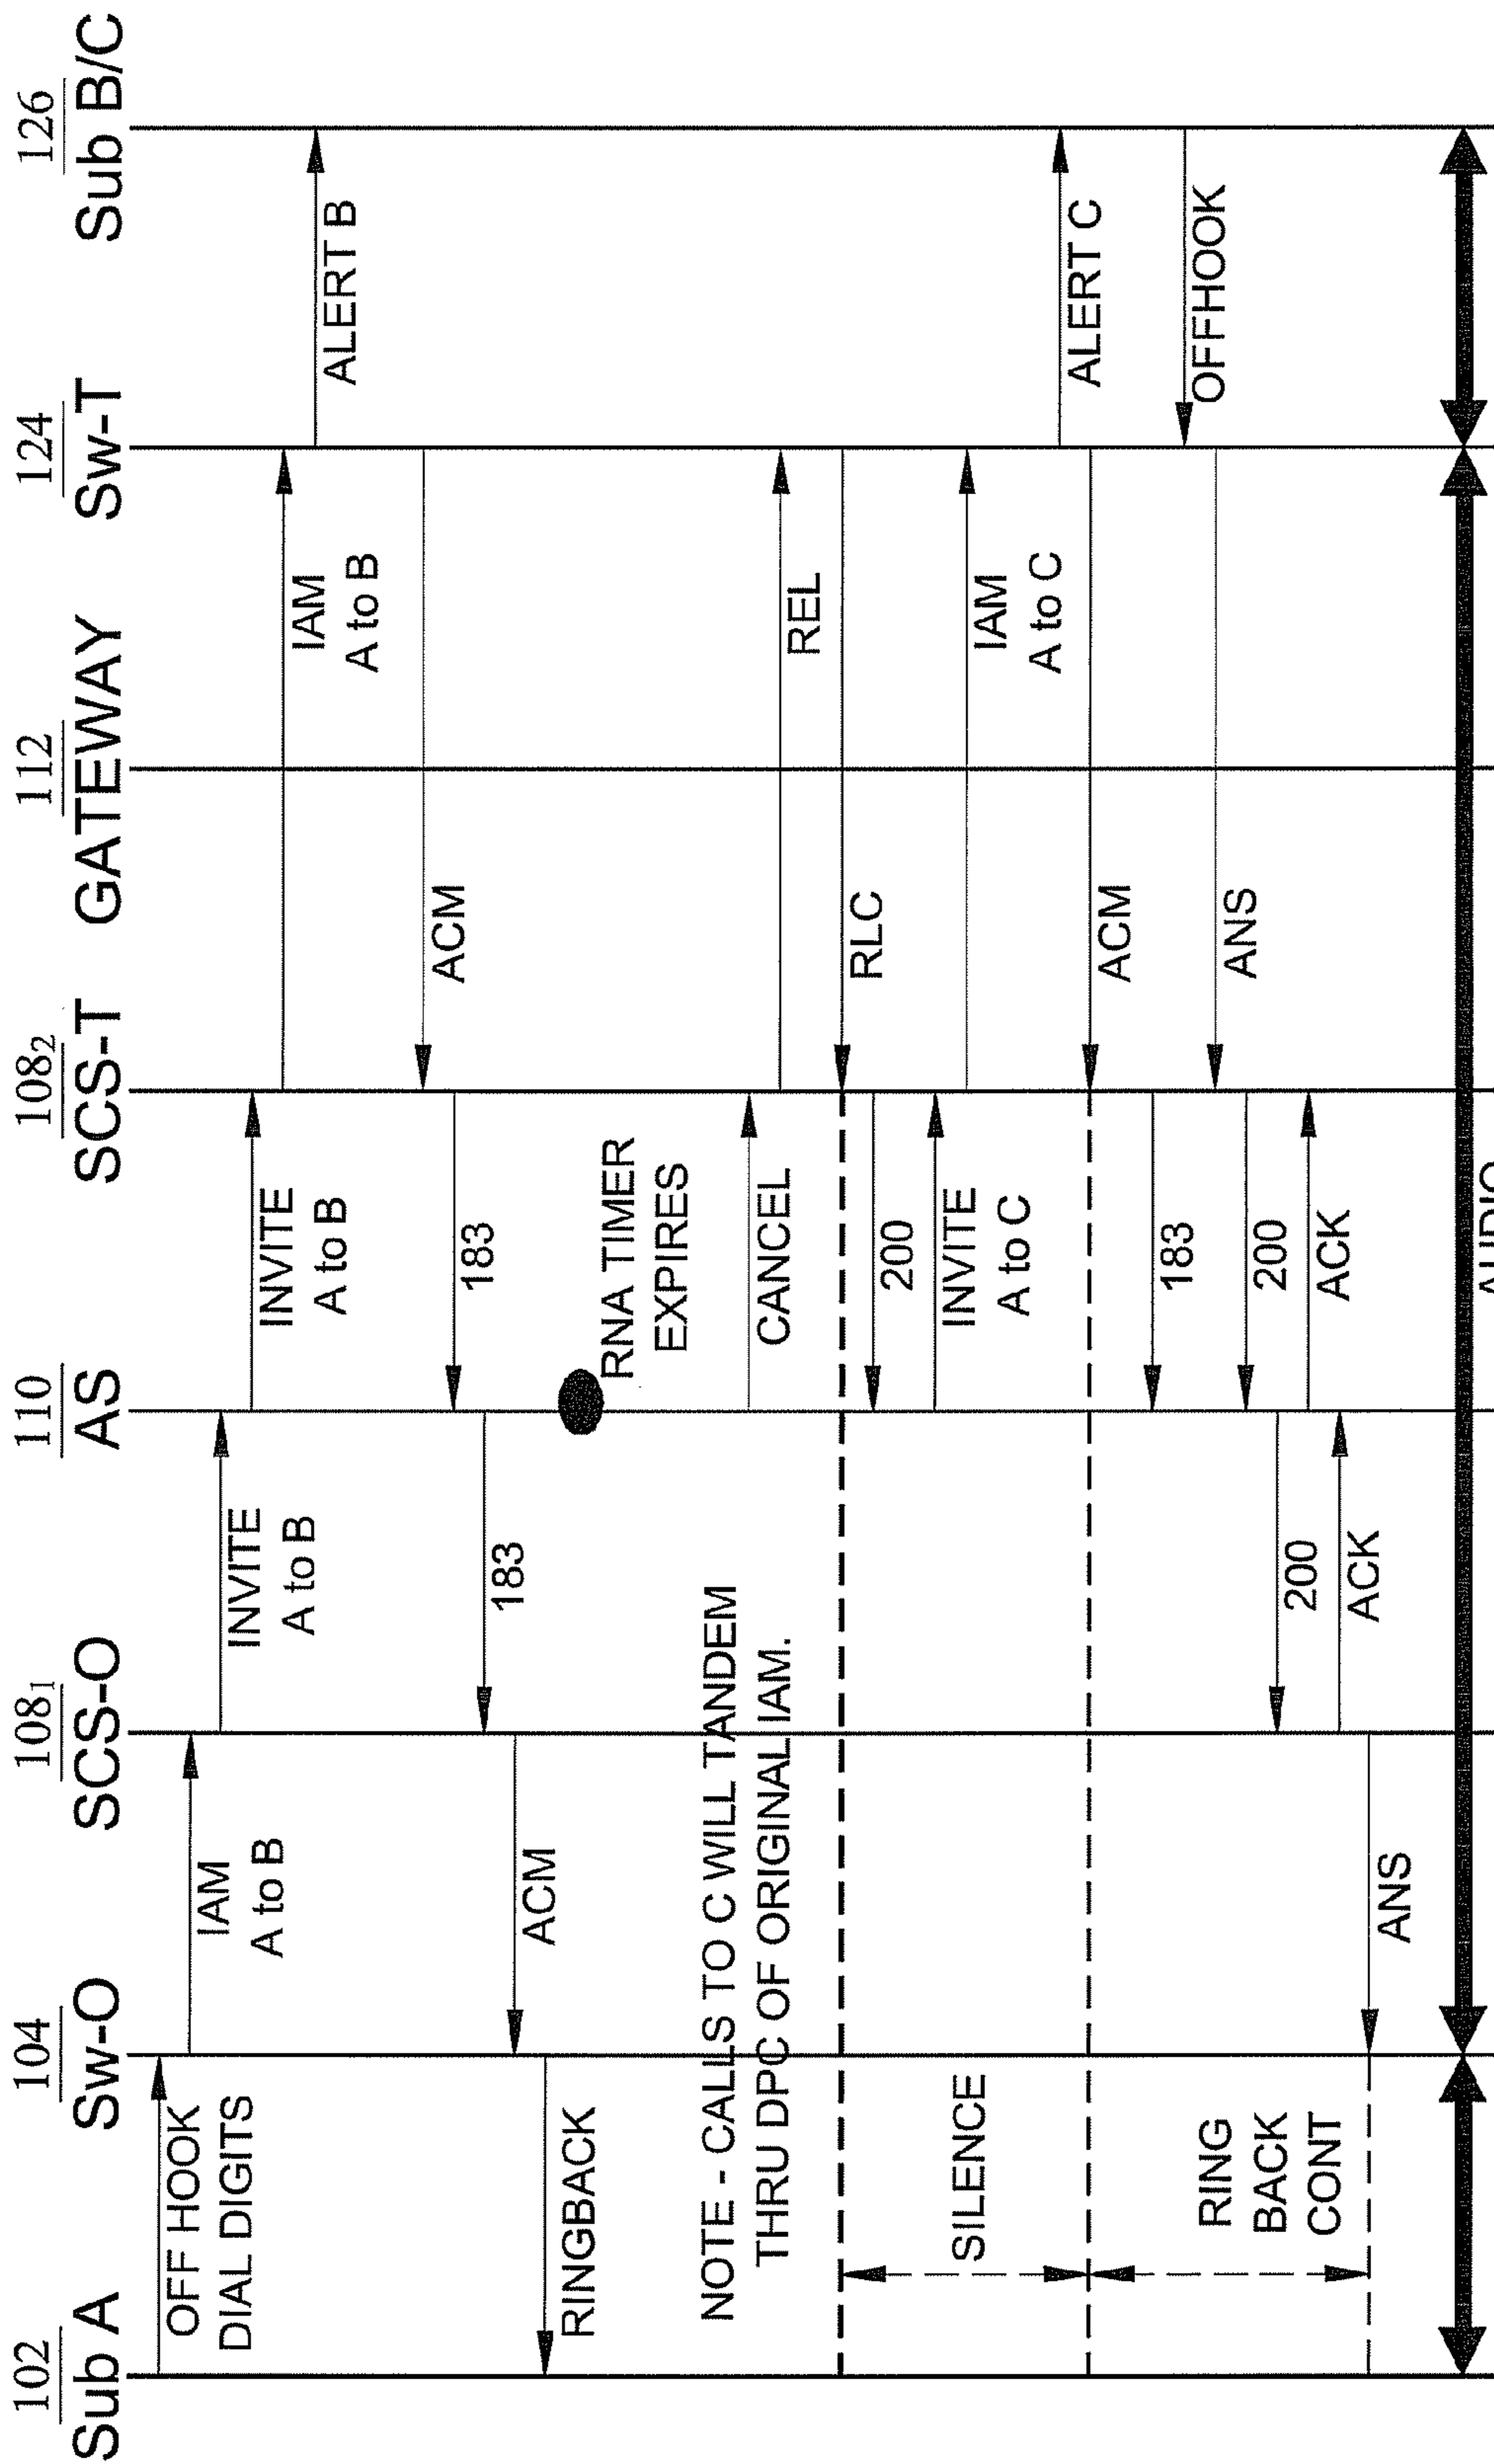 102 104 108₁ 110 108₂ 112 124 126
Sub A Sw-O SCS-O AS SCS-T GATEWAY Sw-T Sub B/C
OFF HOOK
DIAL DIGITS
IAM
A to B
INVITE
A to B
INVITE
A to B
IAM
A to B
ALERT B
ACM
183
183
ACM
RINGBACK
RNA TIMER
EXPIRES
NOTE - CALLS TO C WILL TANDEM
THRU DPC OF ORIGINAL IAM.
CANCEL
REL
RLC
200
INVITE
A to C
IAM
A to C
SILENCE
ALERT C
ACM
183
OFFHOOK
ANS
200
200
ACK
ACK
RING
BACK
CONT
ANS
AUDIO